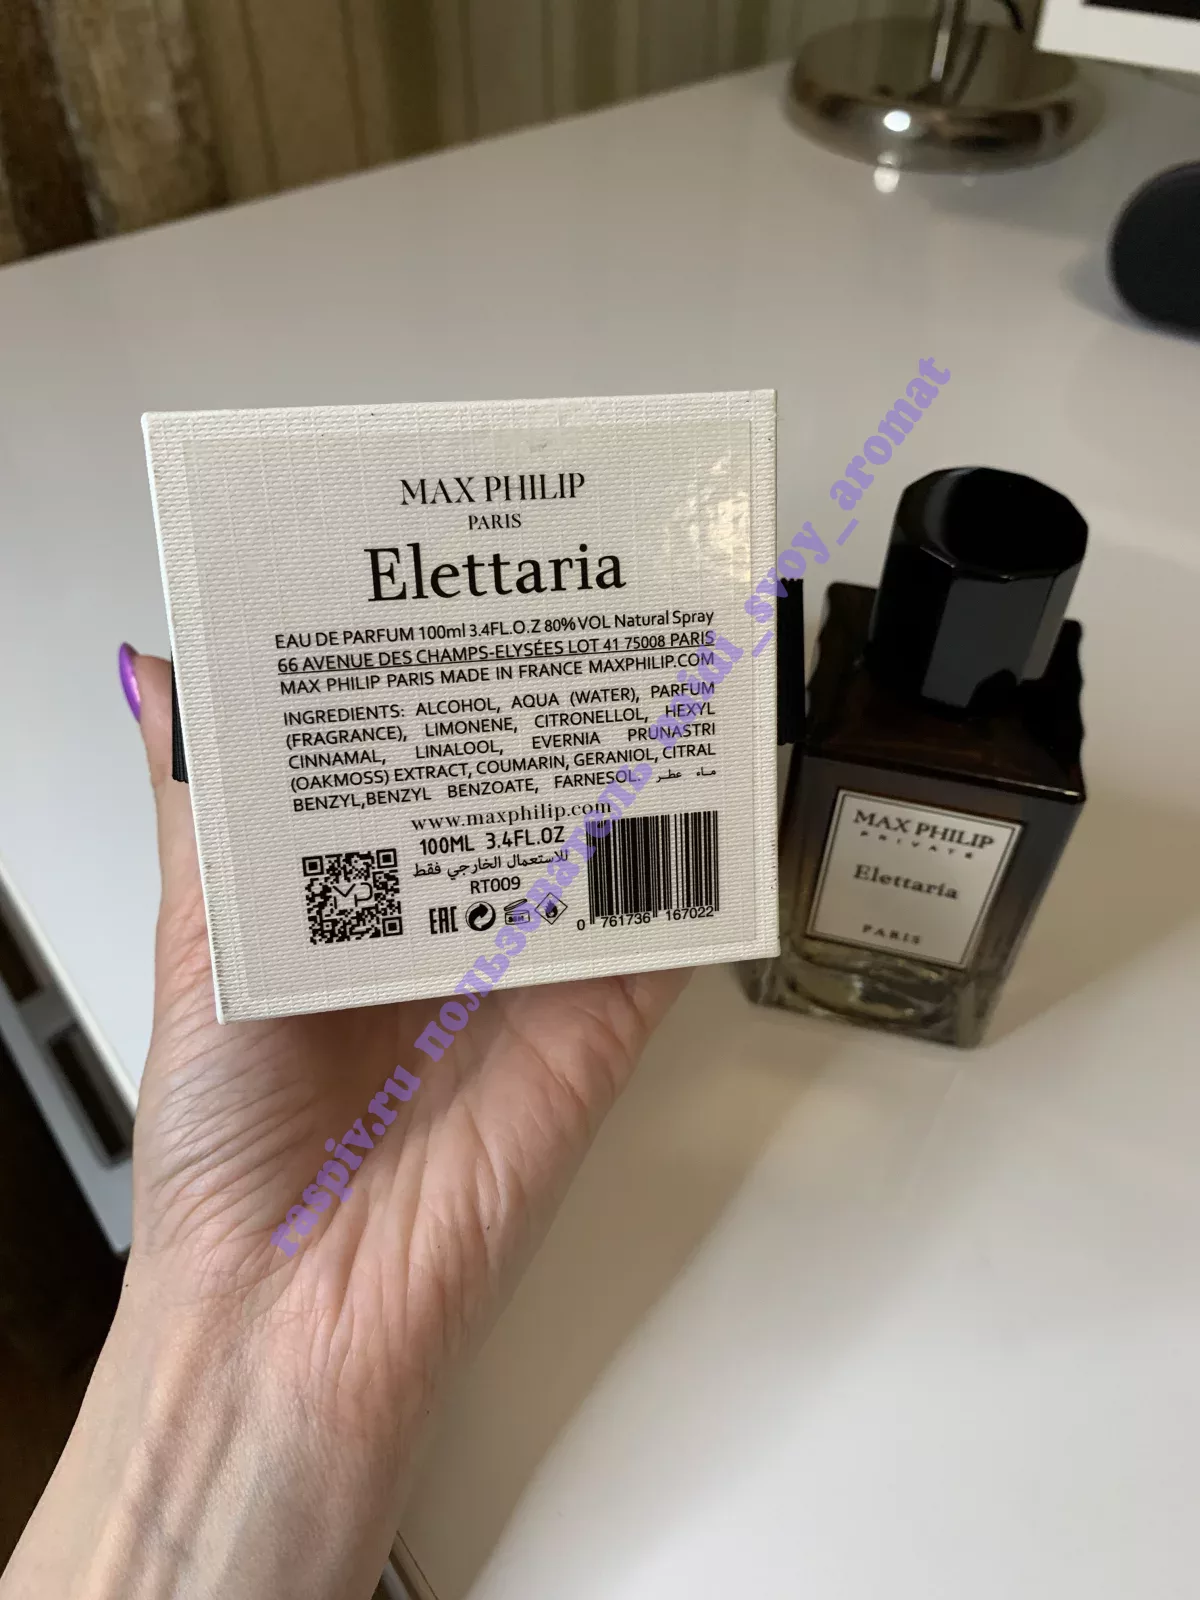 MAX PHILIP
PARIS
Elettaria
EAU DE PARFUM 100ml 3.4FL.O.Z 80%VOL Natural Spray
66 AVENUE DES CHAMPS-ELYSÉES LOT 41 75008 PARIS
MAX PHILIP PARIS MADE IN FRANCE MAXPHILIP.COM
INGREDIENTS: ALCOHOL, AQUA (WATER), PARFUM
(FRAGRANCE), LIMONENE, CITRONELLOL, HEXYL
CINNAMAL, LINALOOL, EVERNIA PRUNASTRI
(OAKMOSS) EXTRACT, COUMARIN, GERANIOL, CITRAL
BENZYL,BENZYL BENZOATE, FARNESOL. ماء عطر
www.maxphilip.com
100ML 3.4FL.OZ
للاستعمال الخارجي فقط
RT009
EAC
0 761736 167022
MAX PHILIP
PRIVATE
Elettaria
PARIS
raspiv.ru пользователь naidi_svoy_aromat